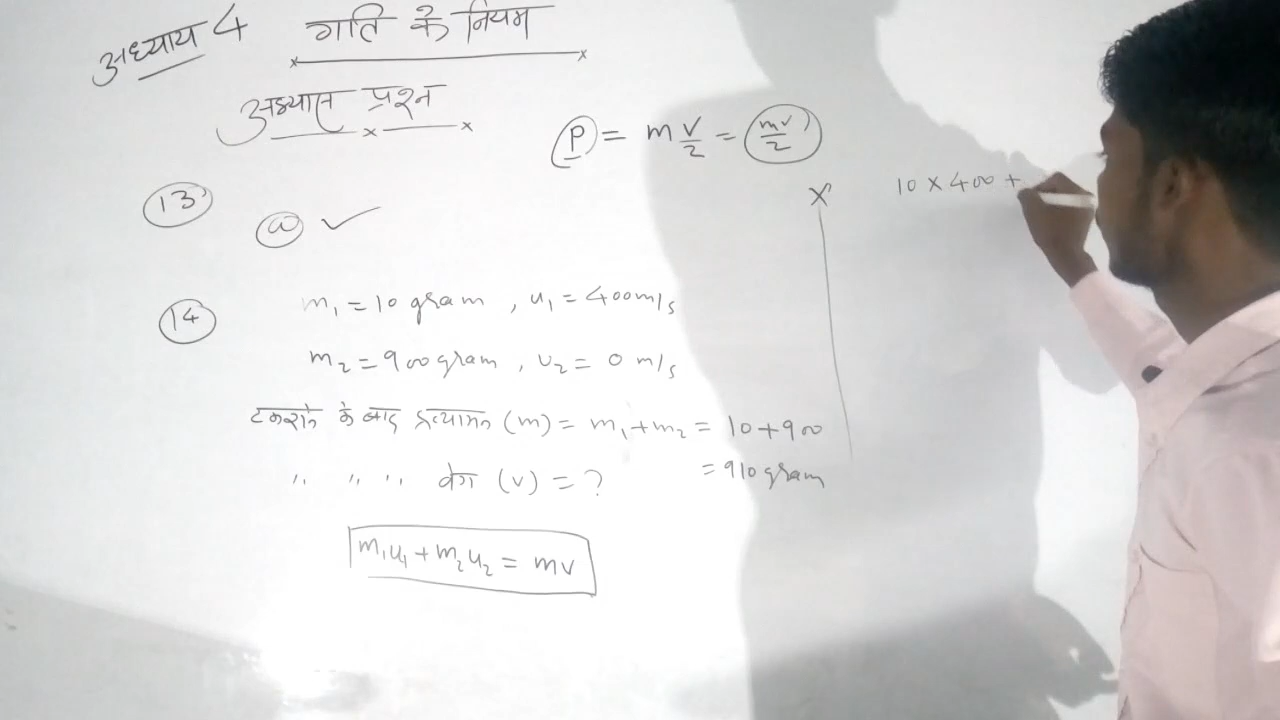 अध्याय 4 गति के नियम
अभ्यास प्रश्न
P = m v/2 = mv/2
13
a ✓
10 × 400 +
14
m₁ = 10 gram , u₁ = 400 m/s
m₂ = 900 gram , u₂ = 0 m/s
टकराने के बाद द्रव्यमान (m) = m₁ + m₂ = 10 + 900
= 910 gram
" " " वेग (v) = ?
m₁u₁ + m₂u₂ = mv